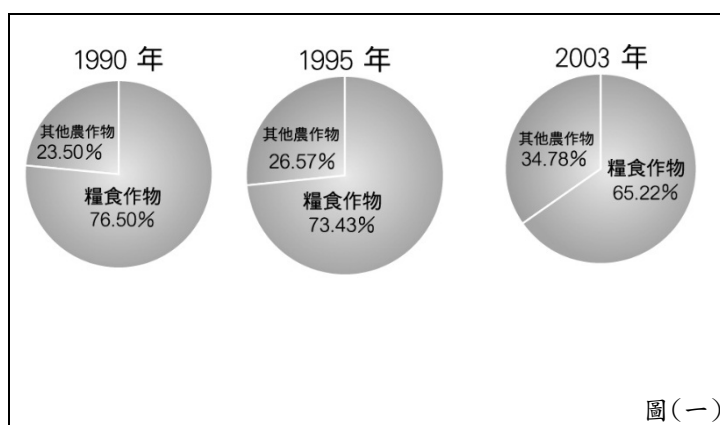 1990 年
其他農作物
23.50%
糧食作物
76.50%
1995 年
其他農作物
26.57%
糧食作物
73.43%
2003 年
其他農作物
34.78%
糧食作物
65.22%
圖(一)